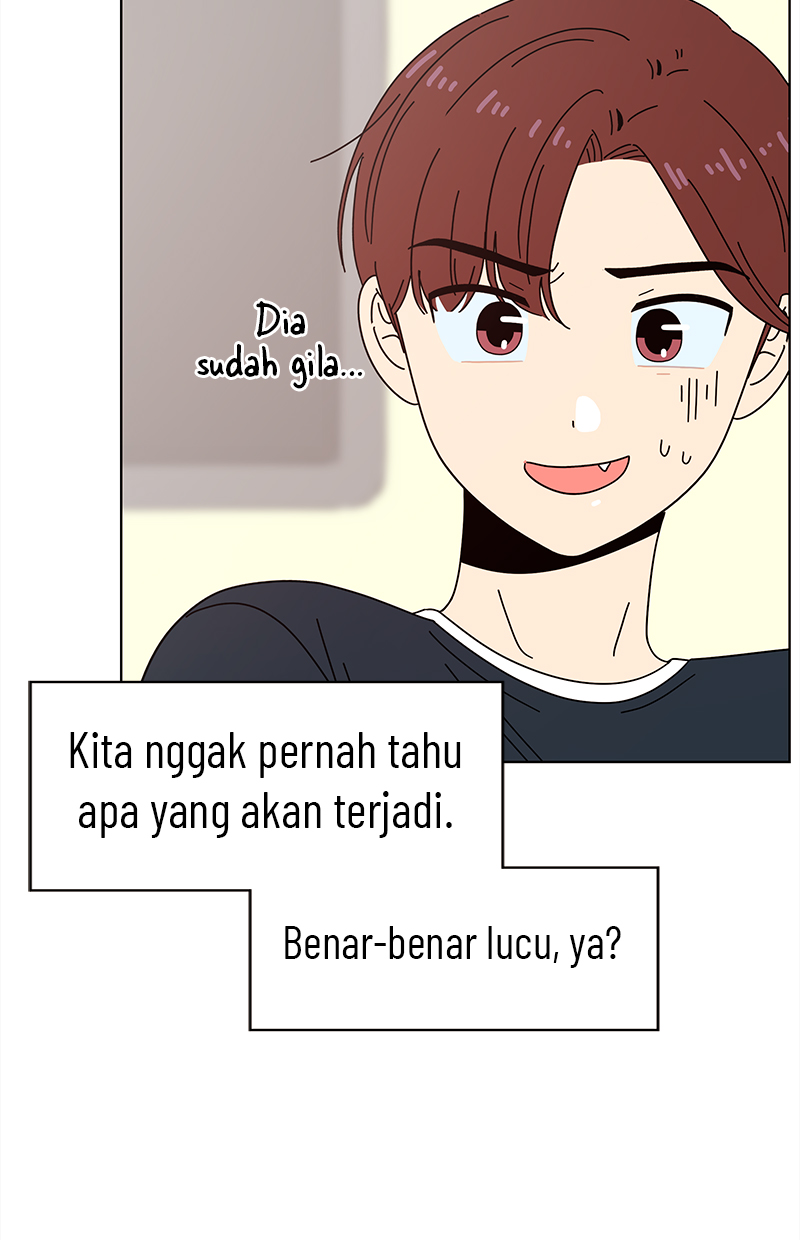 Dia
sudah gila...
Kita nggak pernah tahu
apa yang akan terjadi.
Benar-benar lucu, ya?